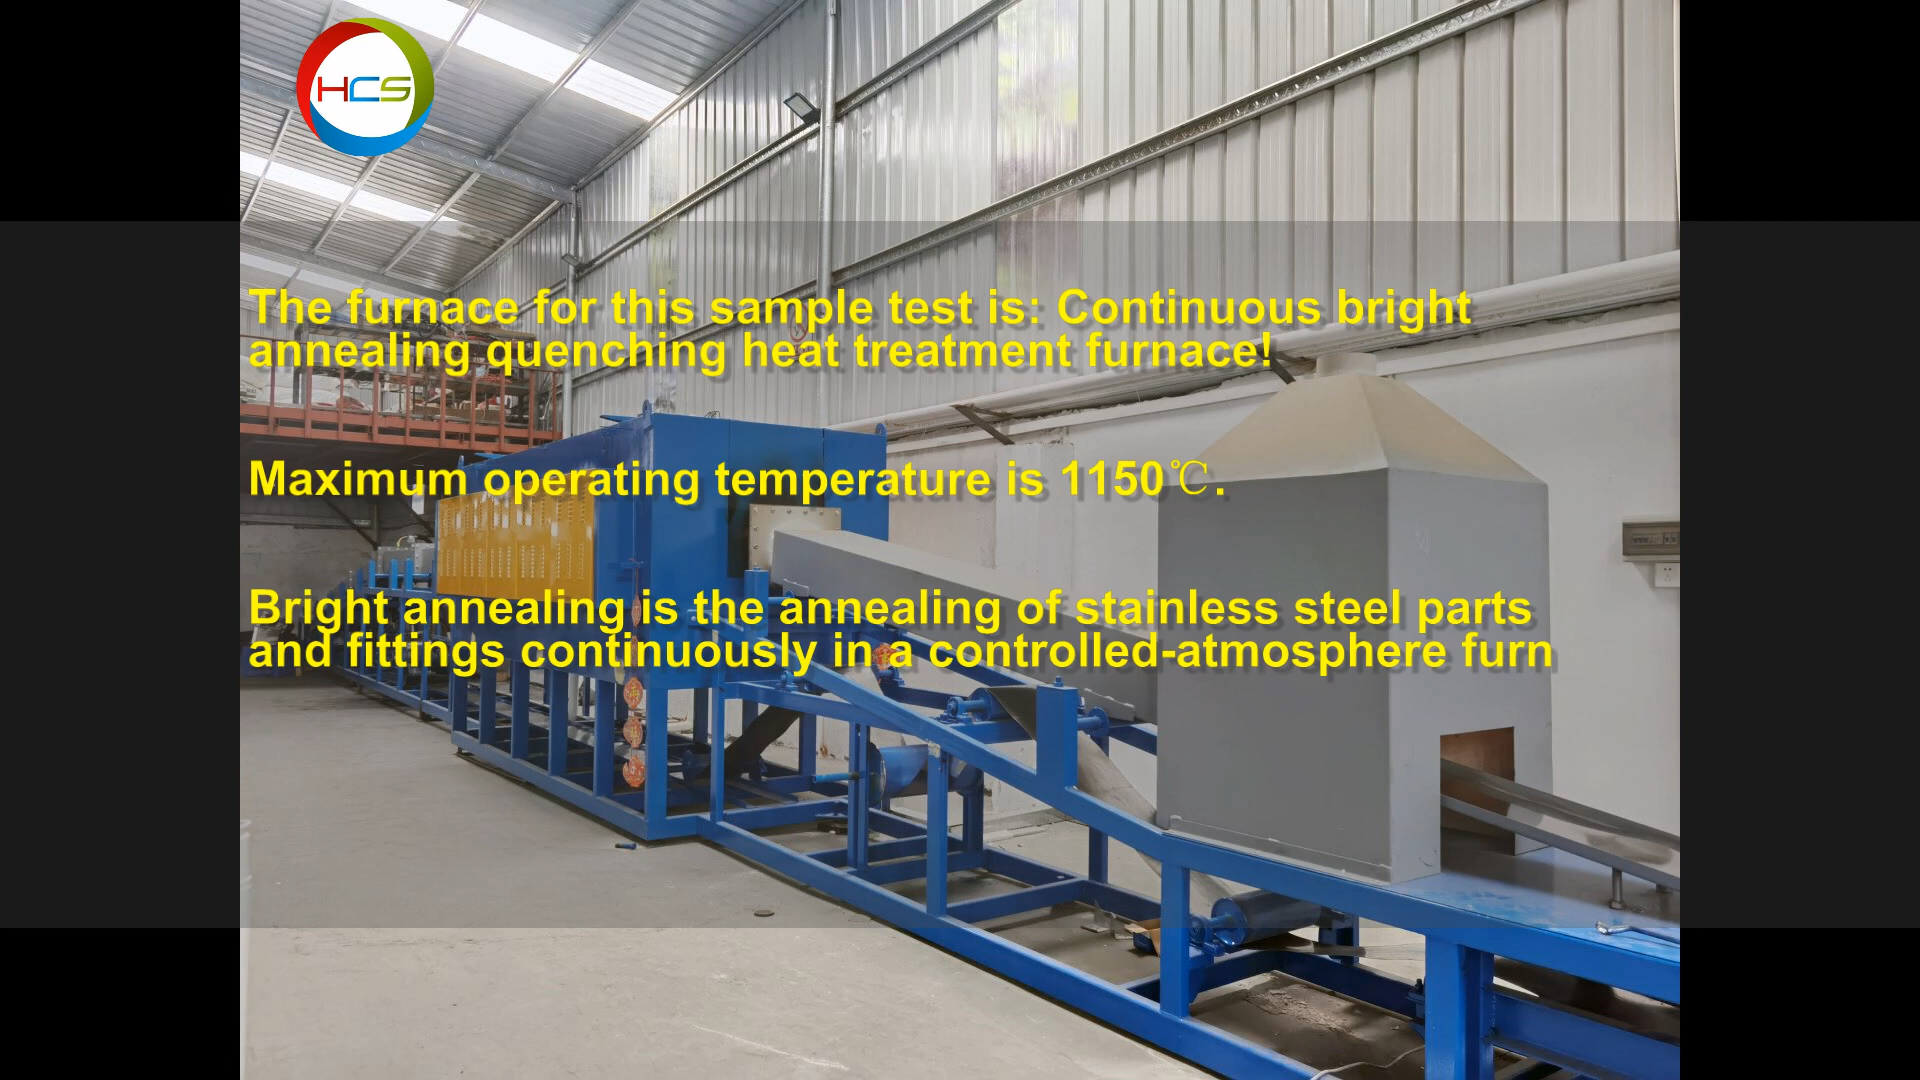 HCS
The furnace for this sample test is: Continuous bright
annealing quenching heat treatment furnace!
Maximum operating temperature is 1150℃.
Bright annealing is the annealing of stainless steel parts
and fittings continuously in a controlled-atmosphere furn